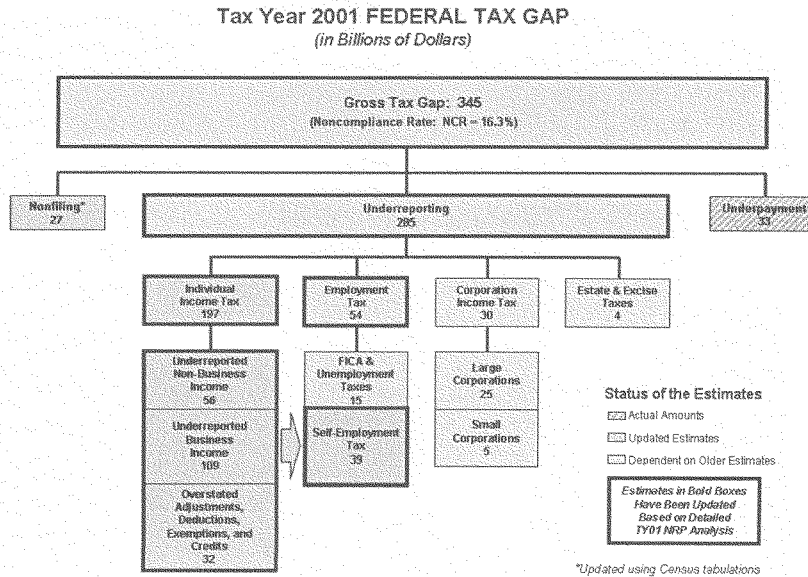 Tax Year 2001 FEDERAL TAX GAP
(in Billions of Dollars)
Gross Tax Gap: 345
(Noncompliance Rate: NCR = 16.3%)
Nonfiling*
27
Underreporting
285
Underpayment
33
Individual
Income Tax
197
Employment
Tax
54
Corporation
Income Tax
30
Estate & Excise
Taxes
4
Underreported
Non-Business
Income
56
Underreported
Business
Income
109
Overstated
Adjustments,
Deductions,
Exemptions, and
Credits
32
FICA &
Unemployment
Taxes
15
Self-Employment
Tax
39
Large
Corporations
25
Small
Corporations
5
Status of the Estimates
Actual Amounts
Updated Estimates
Dependent on Older Estimates
Estimates in Bold Boxes
Have Been Updated
Based on Detailed
TY01 NRP Analysis
*Updated using Census tabulations